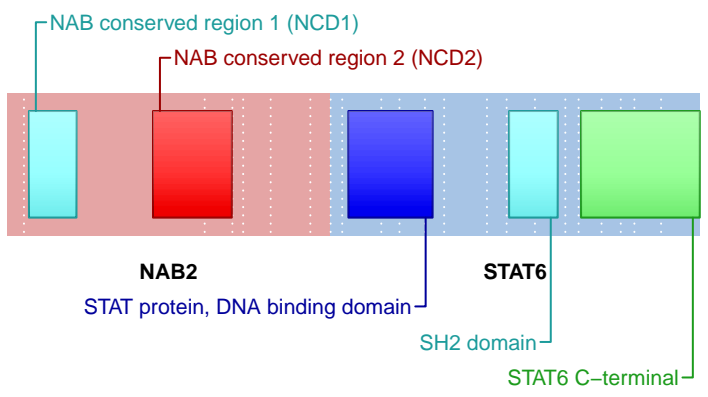 NAB conserved region 1 (NCD1)
NAB conserved region 2 (NCD2)
NAB2
STAT6
STAT protein, DNA binding domain
SH2 domain
STAT6 C−terminal